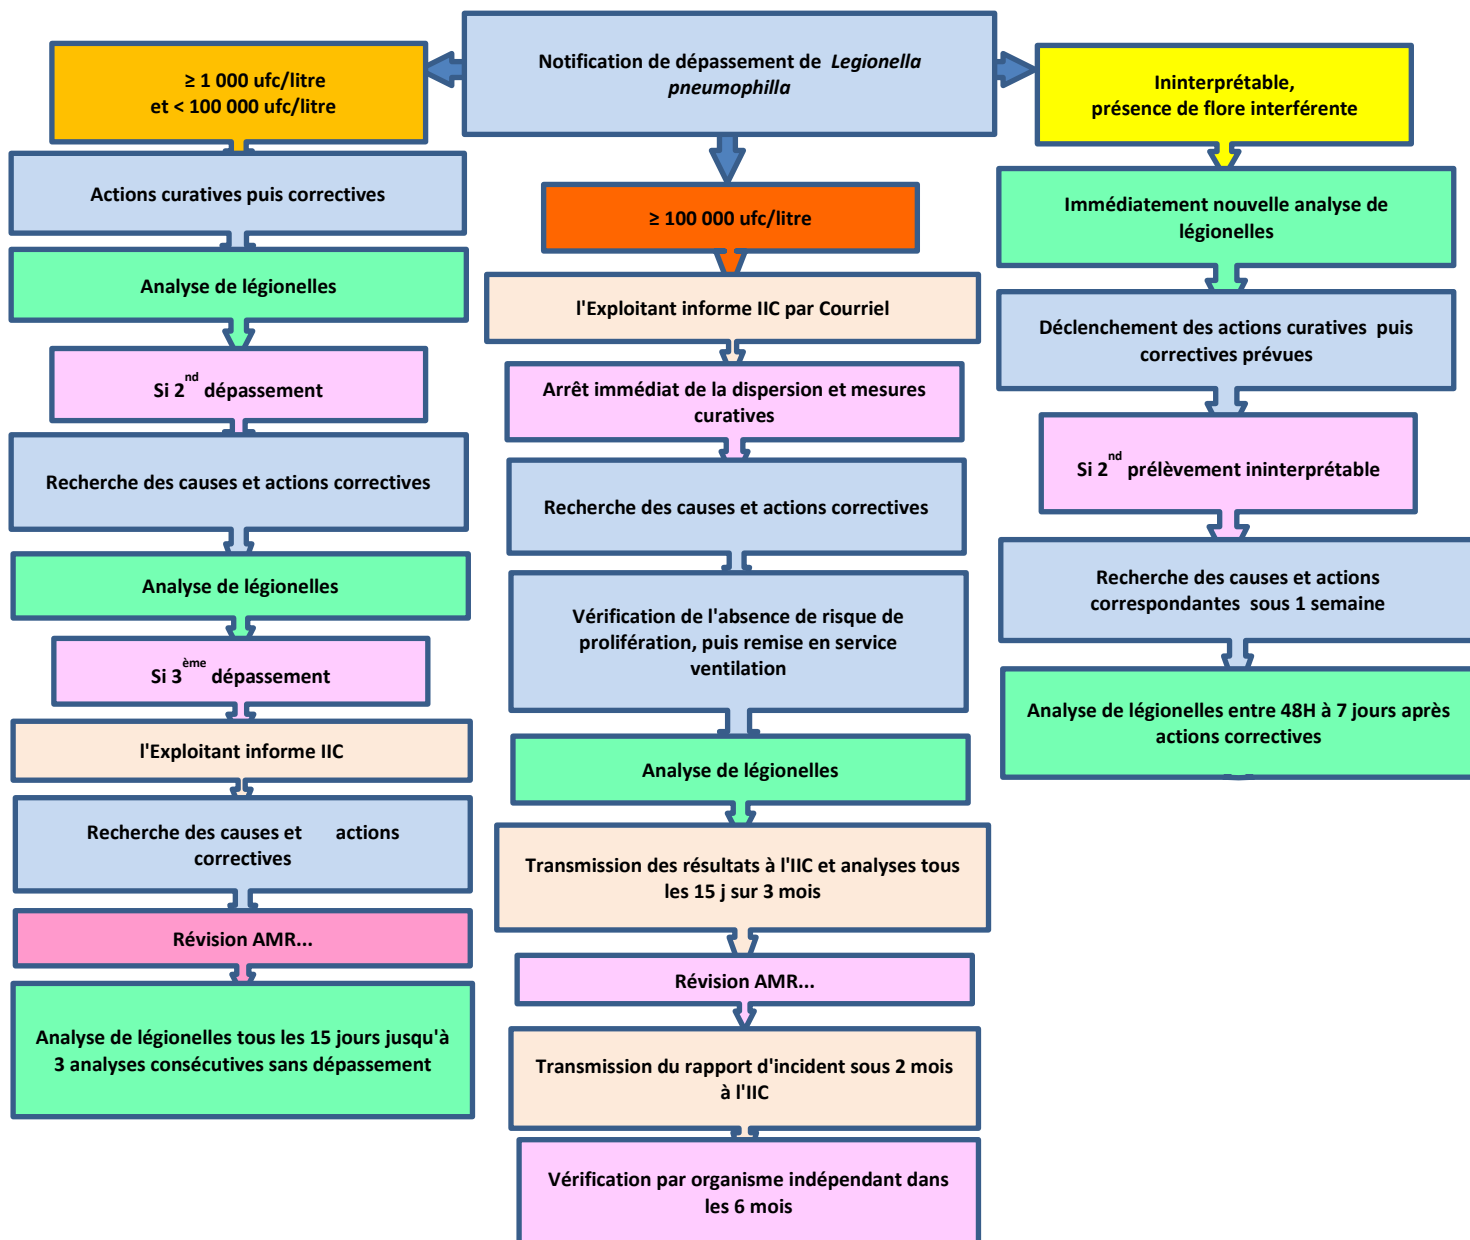 Notification de dépassement de Legionella
pneumophilla
≥ 1 000 ufc/litre
et < 100 000 ufc/litre
Actions curatives puis correctives
Analyse de légionelles
Si 2nd dépassement
Recherche des causes et actions correctives
Analyse de légionelles
Si 3ème dépassement
l'Exploitant informe IIC
Recherche des causes et actions
correctives
Révision AMR...
Analyse de légionelles tous les 15 jours jusqu'à
3 analyses consécutives sans dépassement
≥ 100 000 ufc/litre
l'Exploitant informe IIC par Courriel
Arrêt immédiat de la dispersion et mesures
curatives
Recherche des causes et actions correctives
Vérification de l'absence de risque de
prolifération, puis remise en service
ventilation
Analyse de légionelles
Transmission des résultats à l'IIC et analyses tous
les 15 j sur 3 mois
Révision AMR...
Transmission du rapport d'incident sous 2 mois
à l'IIC
Vérification par organisme indépendant dans
les 6 mois
Ininterprétable,
présence de flore interférente
Immédiatement nouvelle analyse de
légionelles
Déclenchement des actions curatives puis
correctives prévues
Si 2nd prélèvement ininterprétable
Recherche des causes et actions
correspondantes sous 1 semaine
Analyse de légionelles entre 48H à 7 jours après
actions correctives